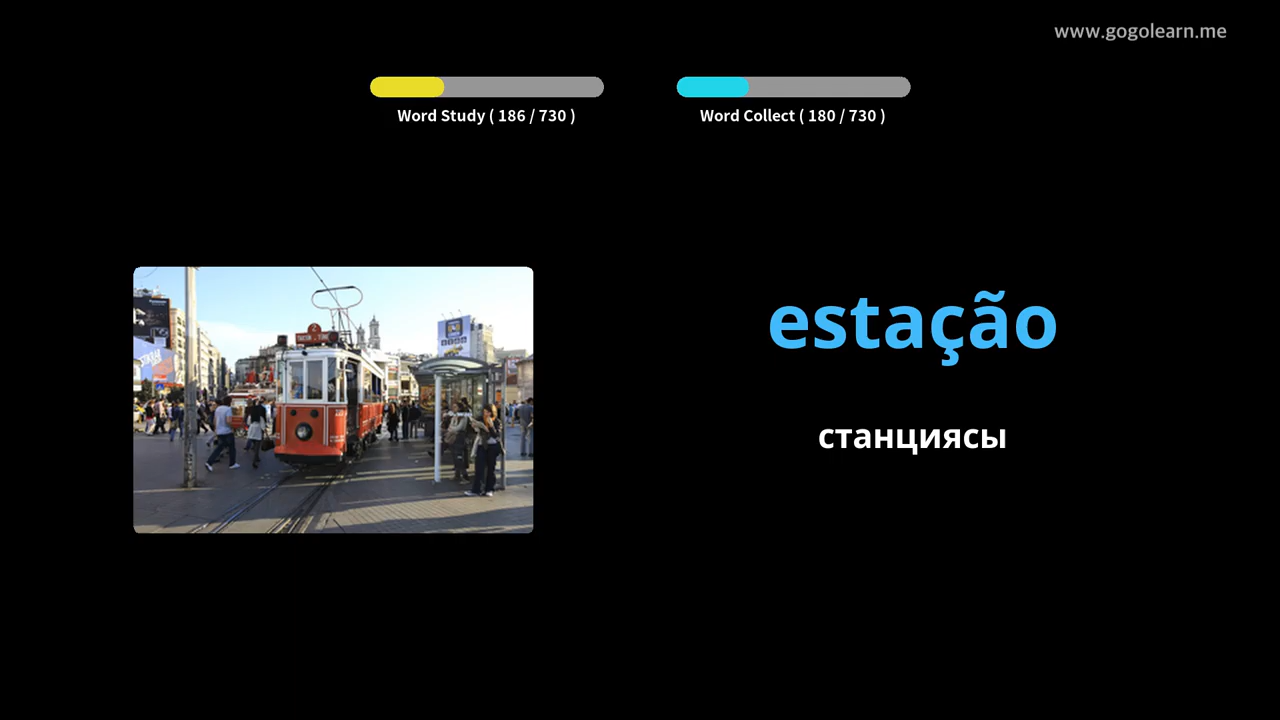 www.gogolearn.me
Word Study ( 186 / 730 )
Word Collect ( 180 / 730 )
estação
станциясы